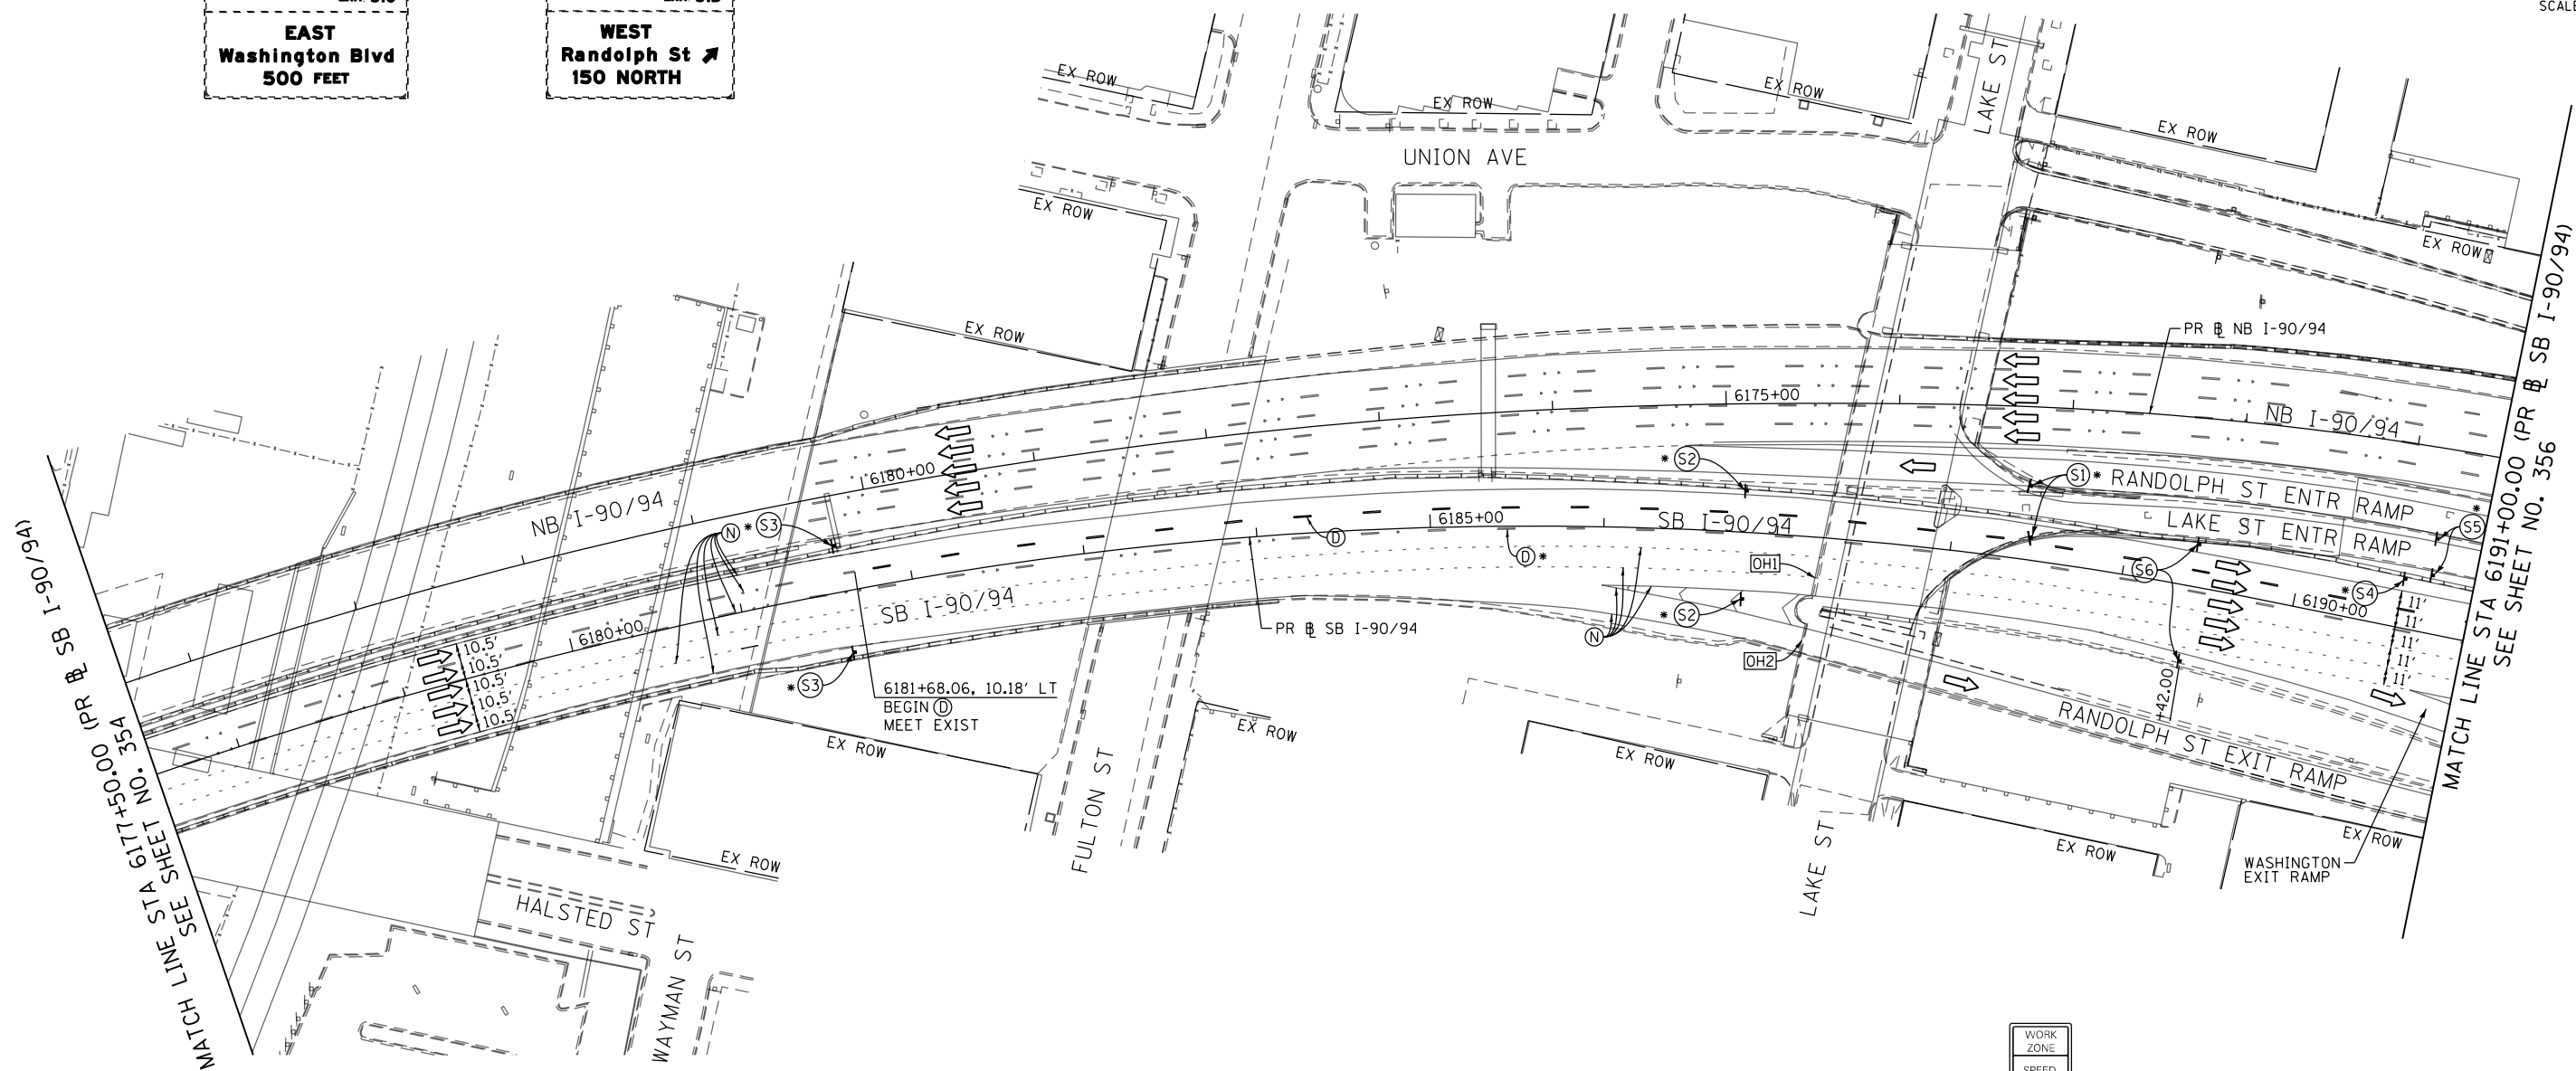 SCALE
EAST
Washington Blvd
500 FEET
WEST
Randolph St
150 NORTH
EX ROW
EX ROW
EX ROW
LAKE ST
EX ROW
UNION AVE
EX ROW
EX ROW
EX ROW
PR BL NB I-90/94
6175+00
NB I-90/94
6180+00
* S2
S1 *
RANDOLPH ST ENTR RAMP
NB I-90/94
N
* S3
6185+00
SB I-90/94
LAKE ST ENTR RAMP
*
S5
D
D *
OH1
S6
* S4
6190+00
11'
11'
11'
11'
11'
SB I-90/94
* S2
6180+00
PR BL SB I-90/94
N
OH2
10.5'
10.5'
10.5'
10.5'
10.5'
* S3
6181+68.06, 10.18' LT
BEGIN D
MEET EXIST
+42.00
RANDOLPH ST EXIT RAMP
EX ROW
EX ROW
EX ROW
EX ROW
EX ROW
EX ROW
WASHINGTON
EXIT RAMP
FULTON ST
LAKE ST
HALSTED ST
WAYMAN ST
MATCH LINE STA 6177+50.00 (PR BL SB I-90/94)
SEE SHEET NO. 354
MATCH LINE STA 6191+00.00 (PR BL SB I-90/94)
SEE SHEET NO. 356
WORK
ZONE
SPEED